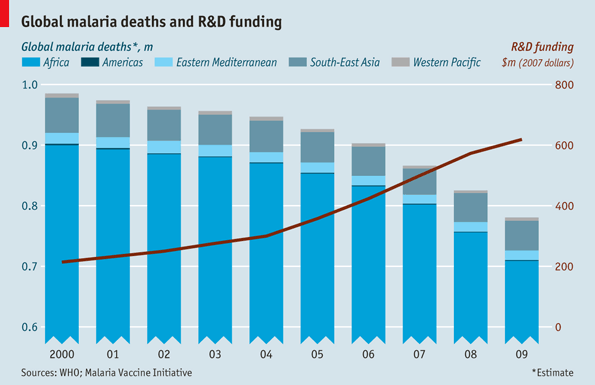 Global malaria deaths and R&D funding
Global malaria deaths*, m
R&D funding
Africa Americas Eastern Mediterranean South-East Asia Western Pacific $m (2007 dollars)
1.0 800
0.9 600
0.8 400
0.7 200
0.6 0
2000 01 02 03 04 05 06 07 08 09
Sources: WHO; Malaria Vaccine Initiative *Estimate